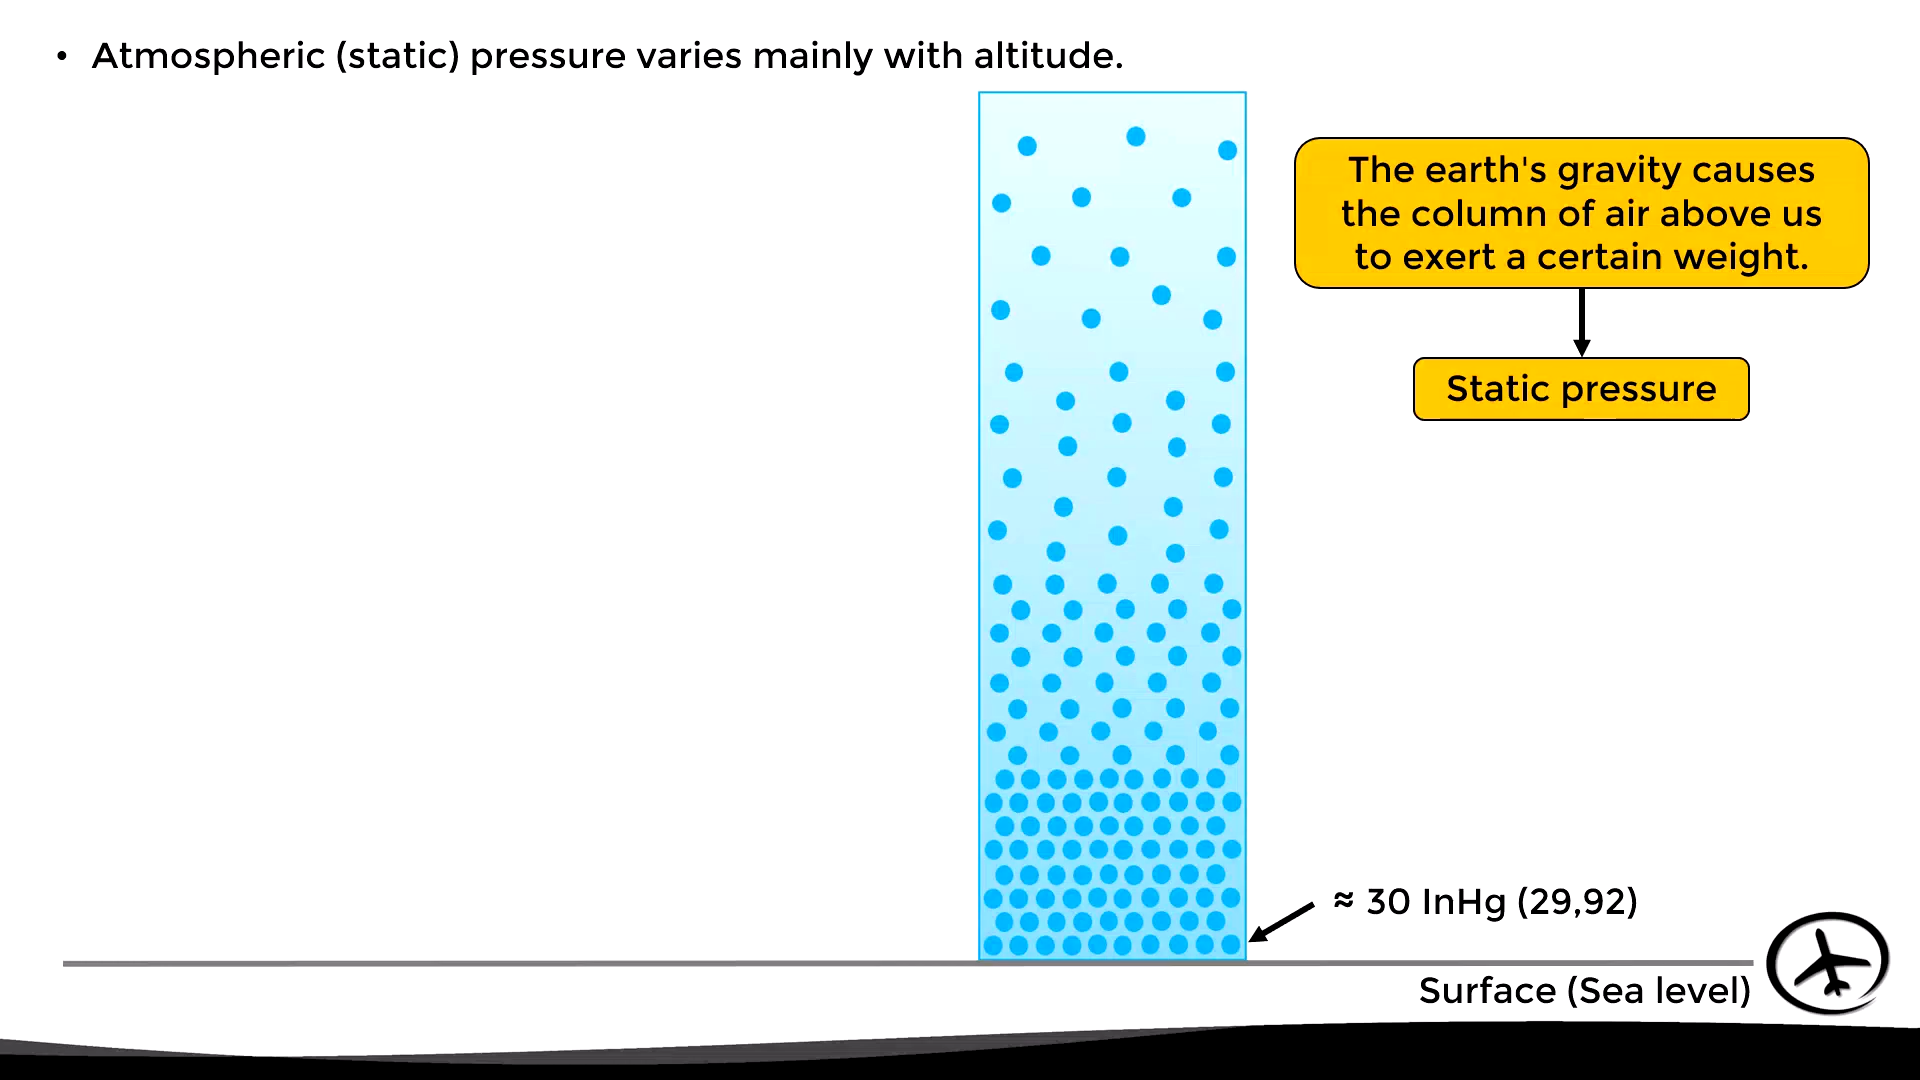 • Atmospheric (static) pressure varies mainly with altitude.
The earth's gravity causes
the column of air above us
to exert a certain weight.
Static pressure
≈ 30 InHg (29,92)
Surface (Sea level)